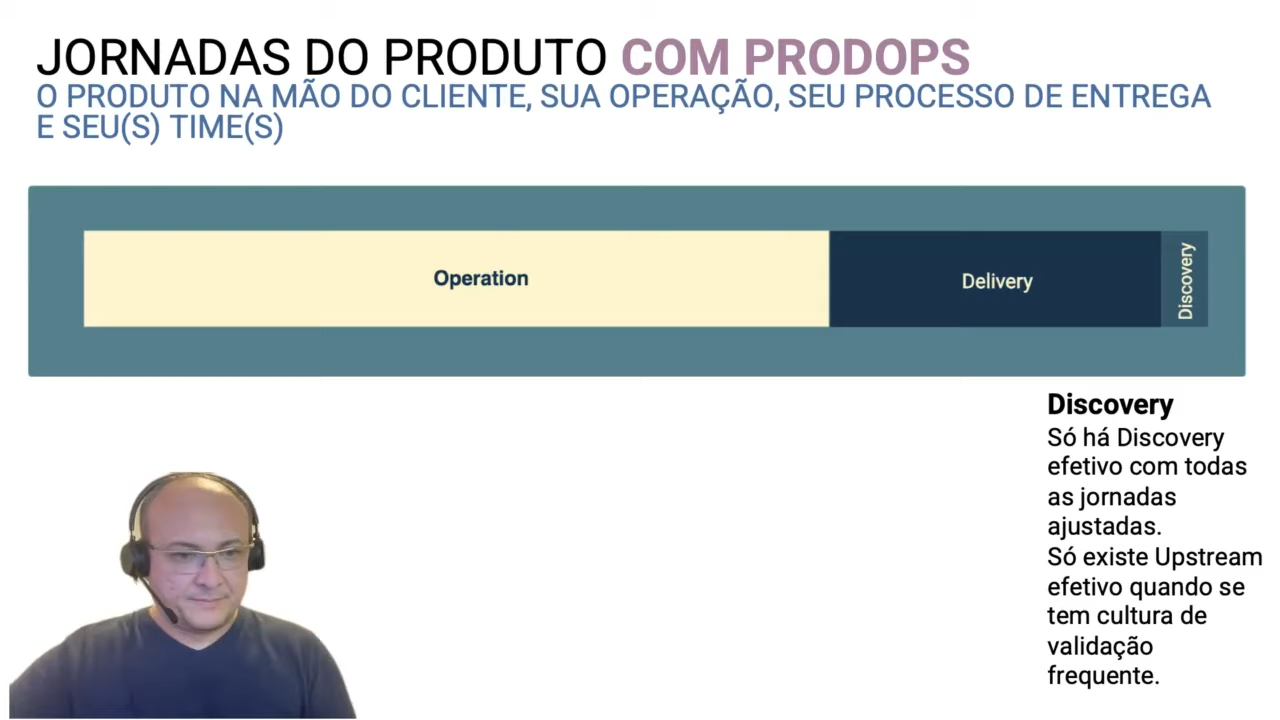 JORNADAS DO PRODUTO COM PRODOPS
O PRODUTO NA MÃO DO CLIENTE, SUA OPERAÇÃO, SEU PROCESSO DE ENTREGA
E SEU(S) TIME(S)
Operation
Delivery
Discovery
Discovery
Só há Discovery
efetivo com todas
as jornadas
ajustadas.
Só existe Upstream
efetivo quando se
tem cultura de
validação
frequente.